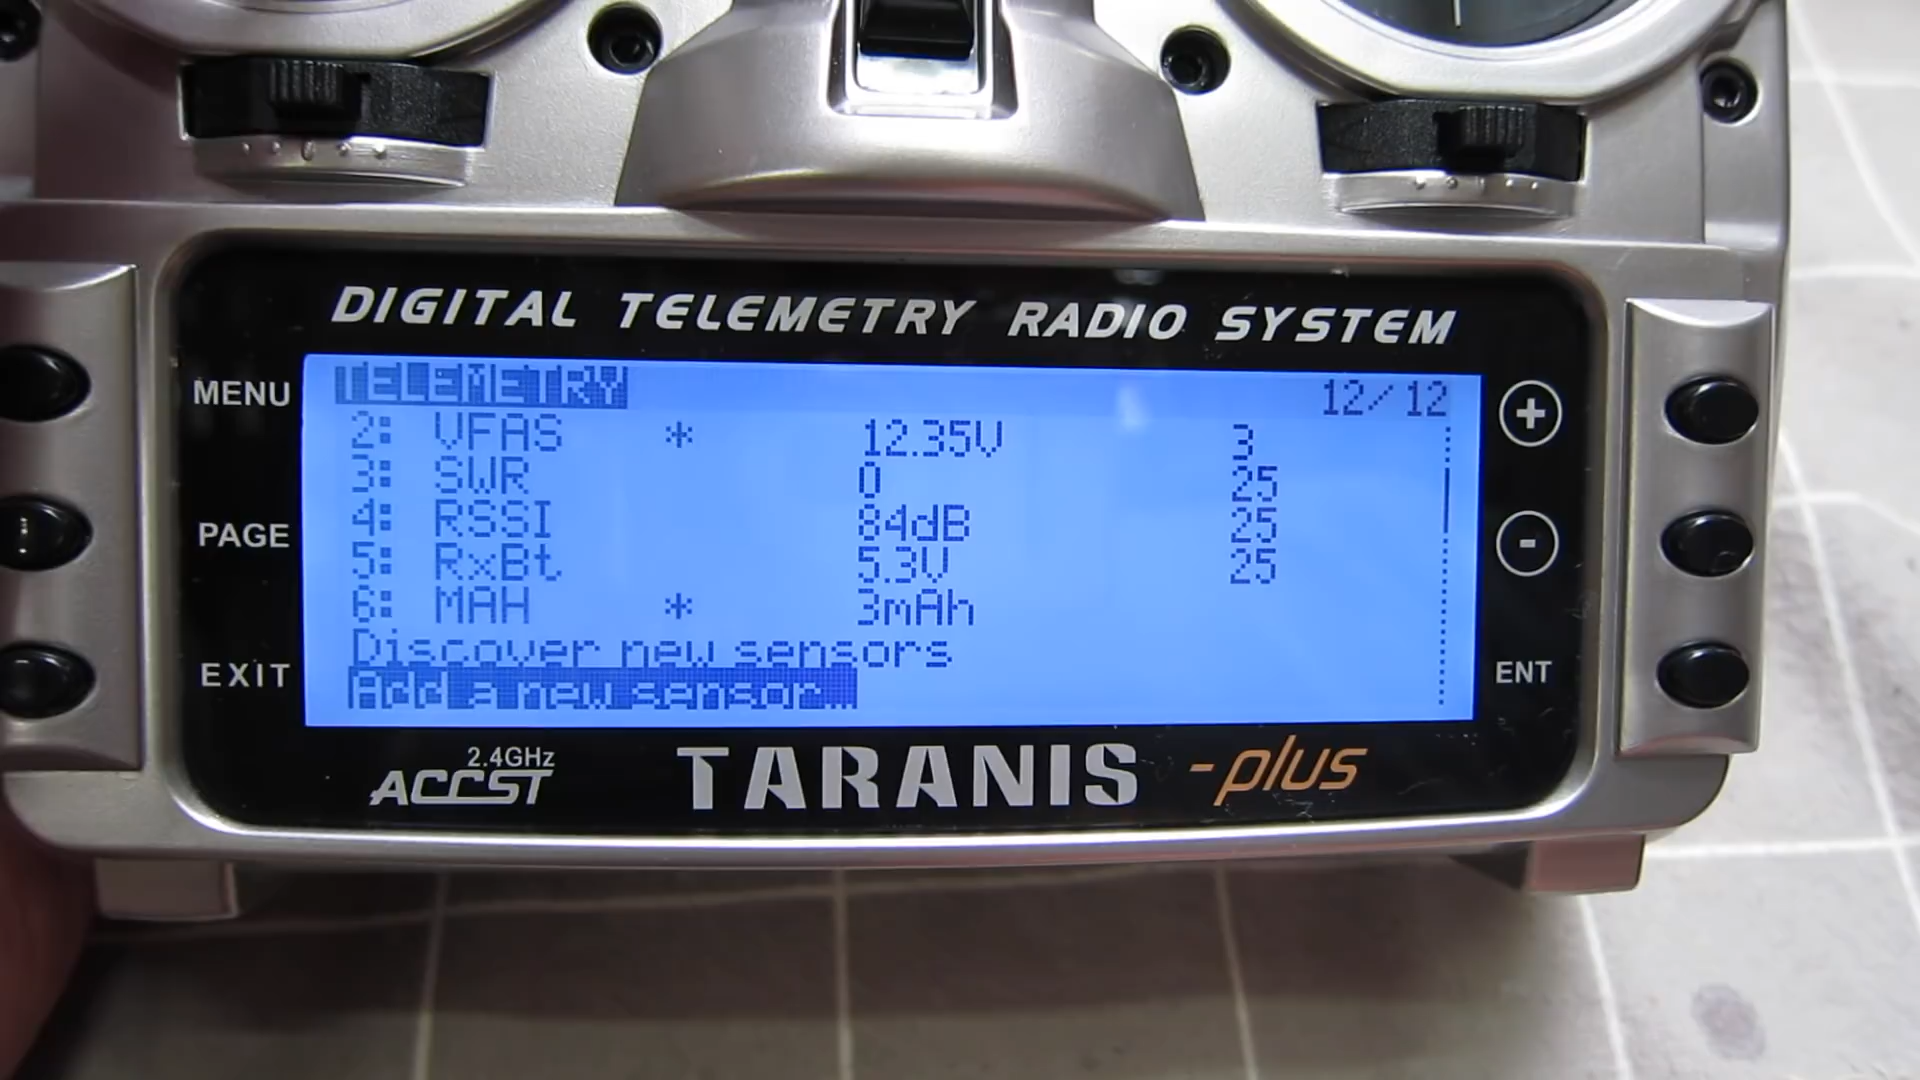 DIGITAL TELEMETRY RADIO SYSTEM
MENU
PAGE
EXIT
TELEMETRY 12/12
2: VFAS * 12.35V 3
3: SWR 0 25
4: RSSI 84dB 25
5: RxBt 5.3V 25
6: MAH * 3mAh
Discover new sensors
Add a new sensor...
+
-
ENT
2.4GHz
ACCST
TARANIS -plus